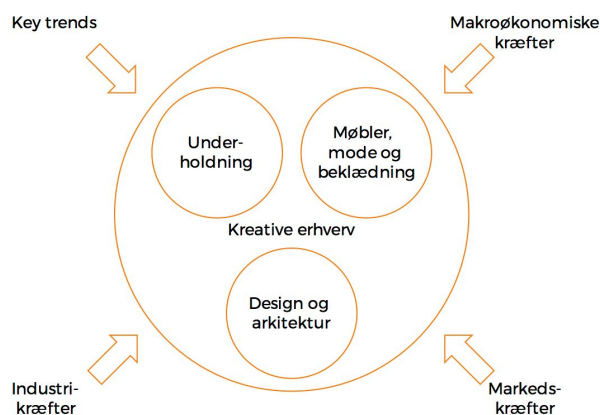 Key trends
Makroøkonomiske
kræfter
Under-
holdning
Møbler,
mode og
beklædning
Kreative erhverv
Design og
arkitektur
Industri-
kræfter
Markeds-
kræfter